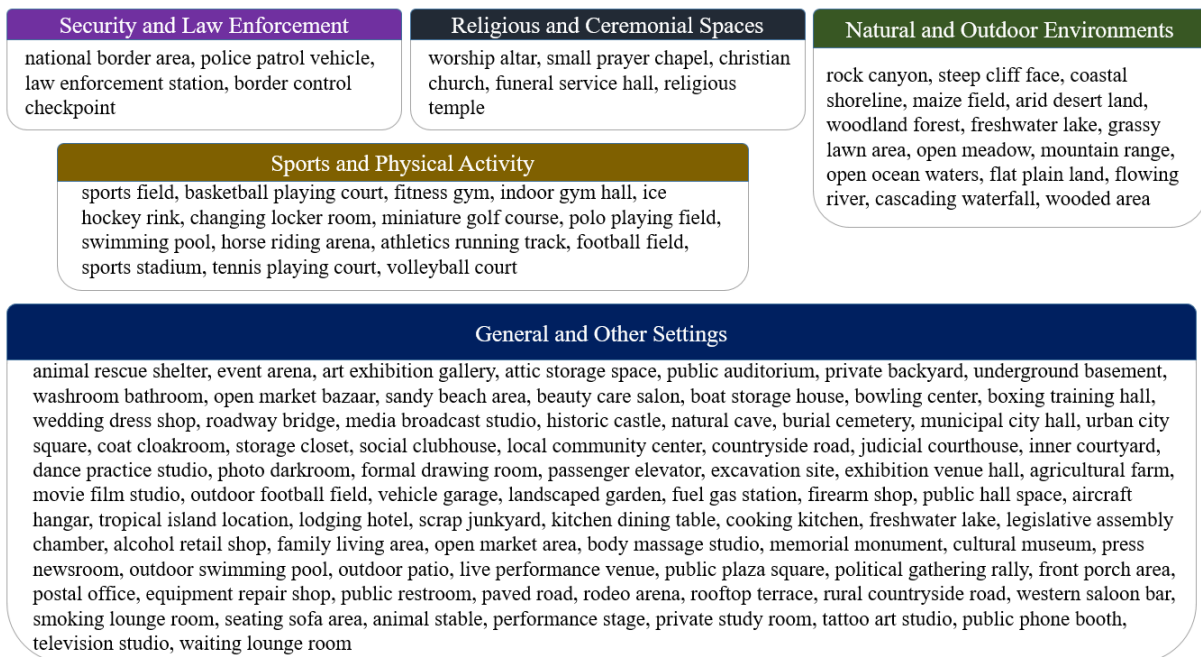 Security and Law Enforcement
national border area, police patrol vehicle,
law enforcement station, border control
checkpoint
Religious and Ceremonial Spaces
worship altar, small prayer chapel, christian
church, funeral service hall, religious
temple
Natural and Outdoor Environments
rock canyon, steep cliff face, coastal
shoreline, maize field, arid desert land,
woodland forest, freshwater lake, grassy
lawn area, open meadow, mountain range,
open ocean waters, flat plain land, flowing
river, cascading waterfall, wooded area
Sports and Physical Activity
sports field, basketball playing court, fitness gym, indoor gym hall, ice
hockey rink, changing locker room, miniature golf course, polo playing field,
swimming pool, horse riding arena, athletics running track, football field,
sports stadium, tennis playing court, volleyball court
General and Other Settings
animal rescue shelter, event arena, art exhibition gallery, attic storage space, public auditorium, private backyard, underground basement,
washroom bathroom, open market bazaar, sandy beach area, beauty care salon, boat storage house, bowling center, boxing training hall,
wedding dress shop, roadway bridge, media broadcast studio, historic castle, natural cave, burial cemetery, municipal city hall, urban city
square, coat cloakroom, storage closet, social clubhouse, local community center, countryside road, judicial courthouse, inner courtyard,
dance practice studio, photo darkroom, formal drawing room, passenger elevator, excavation site, exhibition venue hall, agricultural farm,
movie film studio, outdoor football field, vehicle garage, landscaped garden, fuel gas station, firearm shop, public hall space, aircraft
hangar, tropical island location, lodging hotel, scrap junkyard, kitchen dining table, cooking kitchen, freshwater lake, legislative assembly
chamber, alcohol retail shop, family living area, open market area, body massage studio, memorial monument, cultural museum, press
newsroom, outdoor swimming pool, outdoor patio, live performance venue, public plaza square, political gathering rally, front porch area,
postal office, equipment repair shop, public restroom, paved road, rodeo arena, rooftop terrace, rural countryside road, western saloon bar,
smoking lounge room, seating sofa area, animal stable, performance stage, private study room, tattoo art studio, public phone booth,
television studio, waiting lounge room